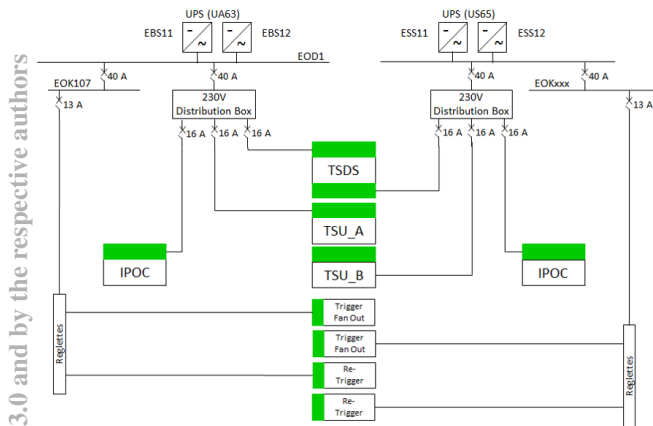 UPS (UA63)
UPS (US65)
EBS11
EBS12
ESS11
ESS12
EOD1
40 A
40 A
40 A
40 A
EOK107
EOKxxx
13 A
230V
Distribution Box
230V
Distribution Box
13 A
16 A
16 A
16 A
16 A
16 A
16 A
TSDS
TSU_A
IPOC
TSU_B
IPOC
Trigger
Fan Out
Trigger
Fan Out
Re-
Trigger
Re-
Trigger
Reglettes
Reglettes
3.0 and by the respective authors